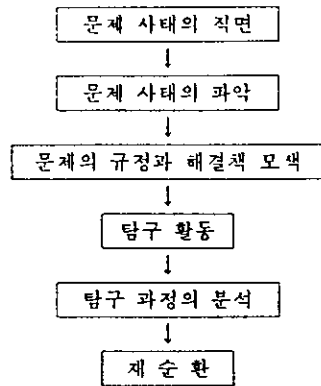 문제 사태의 직면
문제 사태의 파악
문제의 규정과 해결책 모색
탐구 활동
탐구 과정의 분석
재 순 환